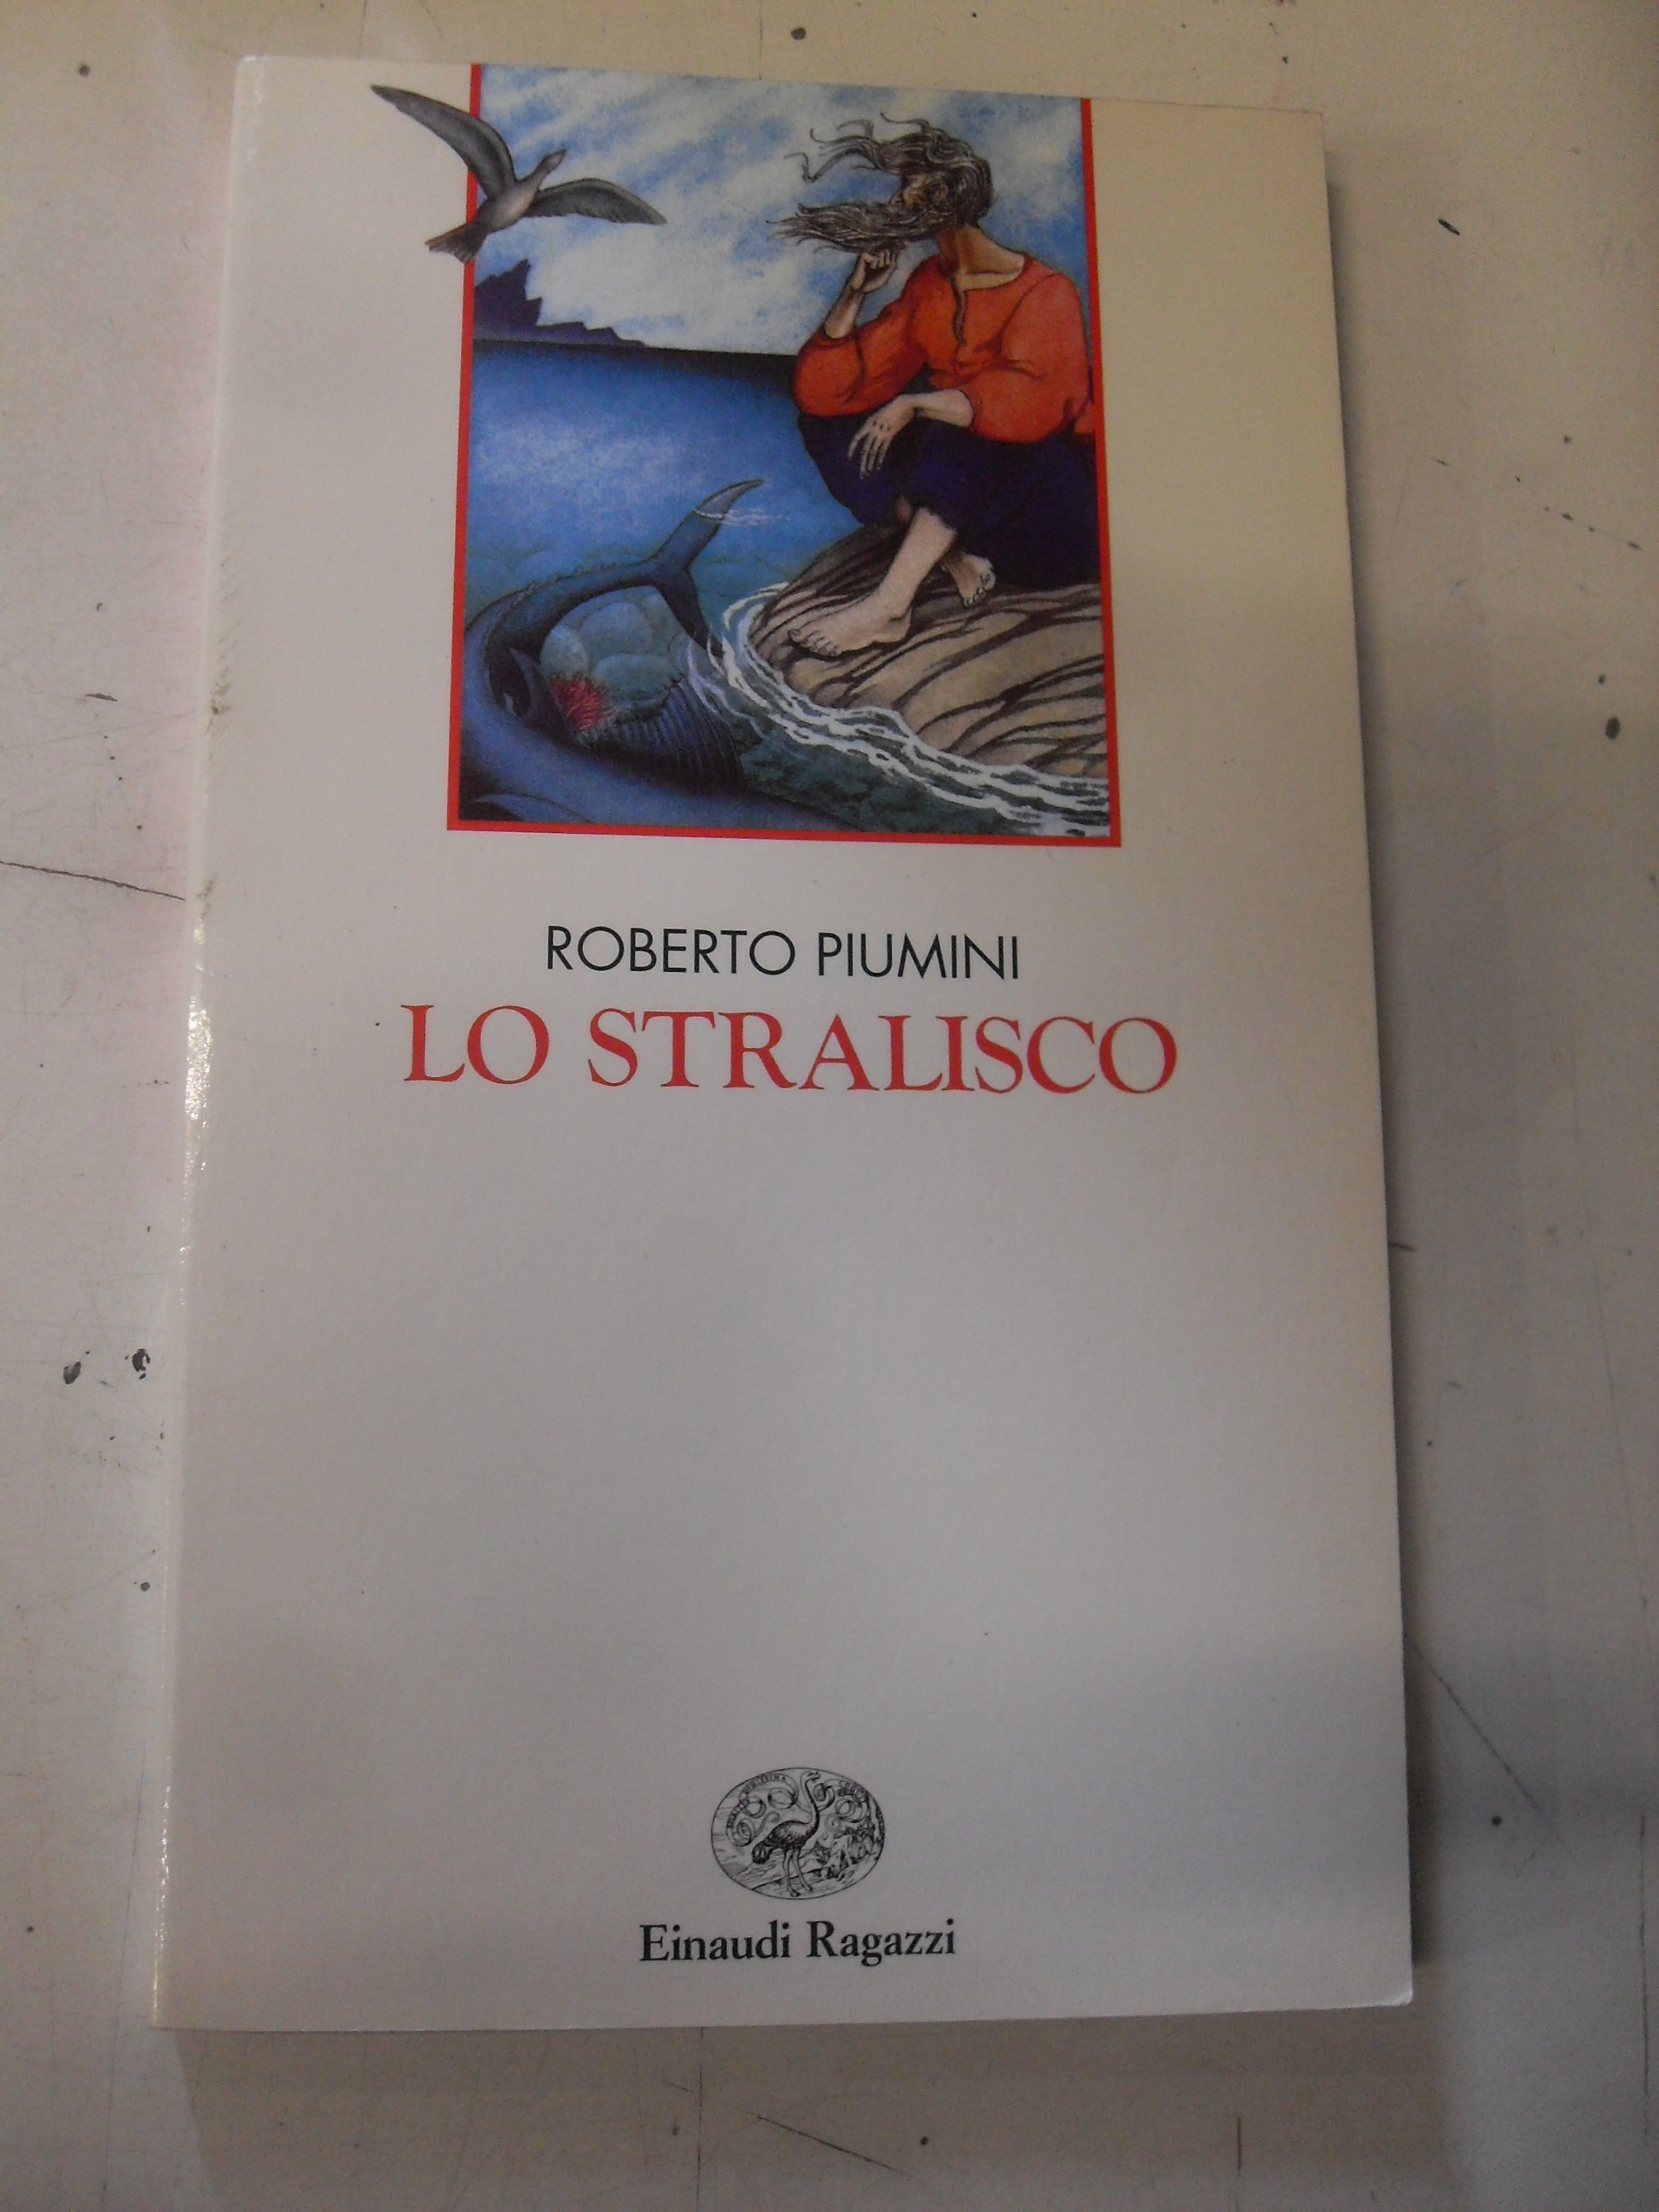 ROBERTO PIUMINI
LO STRALISCO
Einaudi Ragazzi